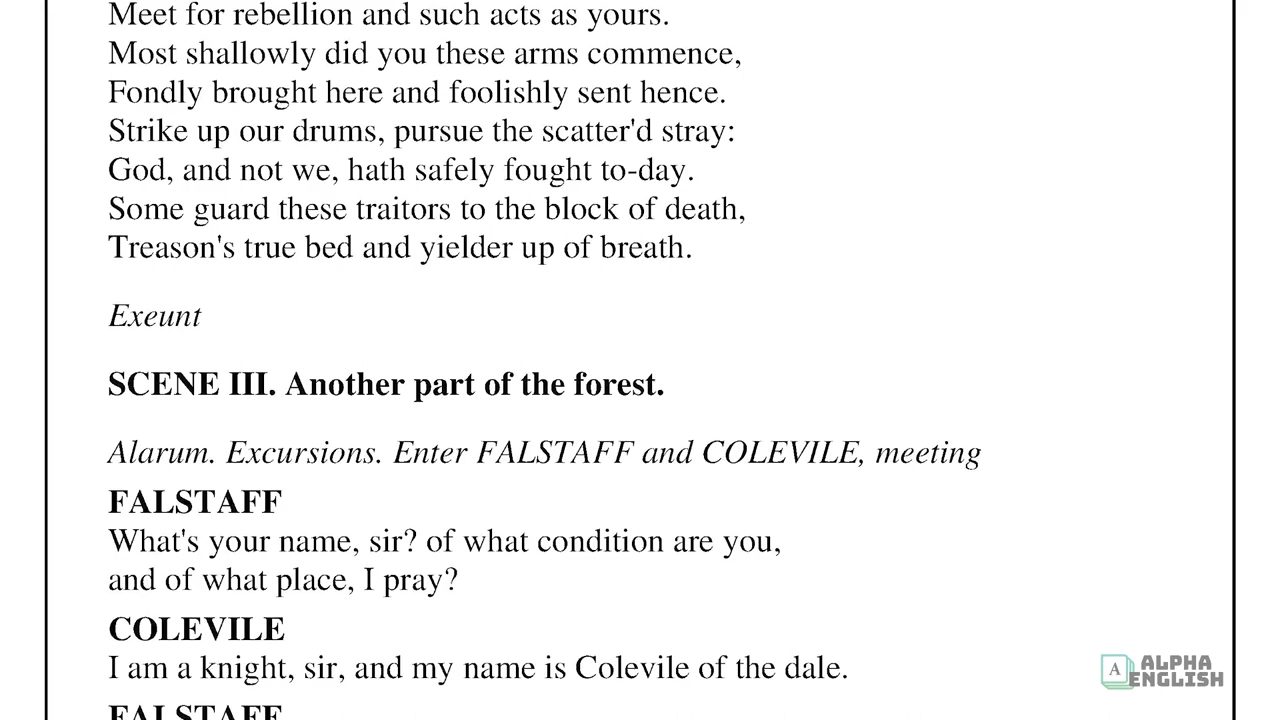 Meet for rebellion and such acts as yours.
Most shallowly did you these arms commence,
Fondly brought here and foolishly sent hence.
Strike up our drums, pursue the scatter'd stray:
God, and not we, hath safely fought to-day.
Some guard these traitors to the block of death,
Treason's true bed and yielder up of breath.
Exeunt
SCENE III. Another part of the forest.
Alarum. Excursions. Enter FALSTAFF and COLEVILE, meeting
FALSTAFF
What's your name, sir? of what condition are you,
and of what place, I pray?
COLEVILE
I am a knight, sir, and my name is Colevile of the dale.
FALSTAFF
A ALPHA
ENGLISH